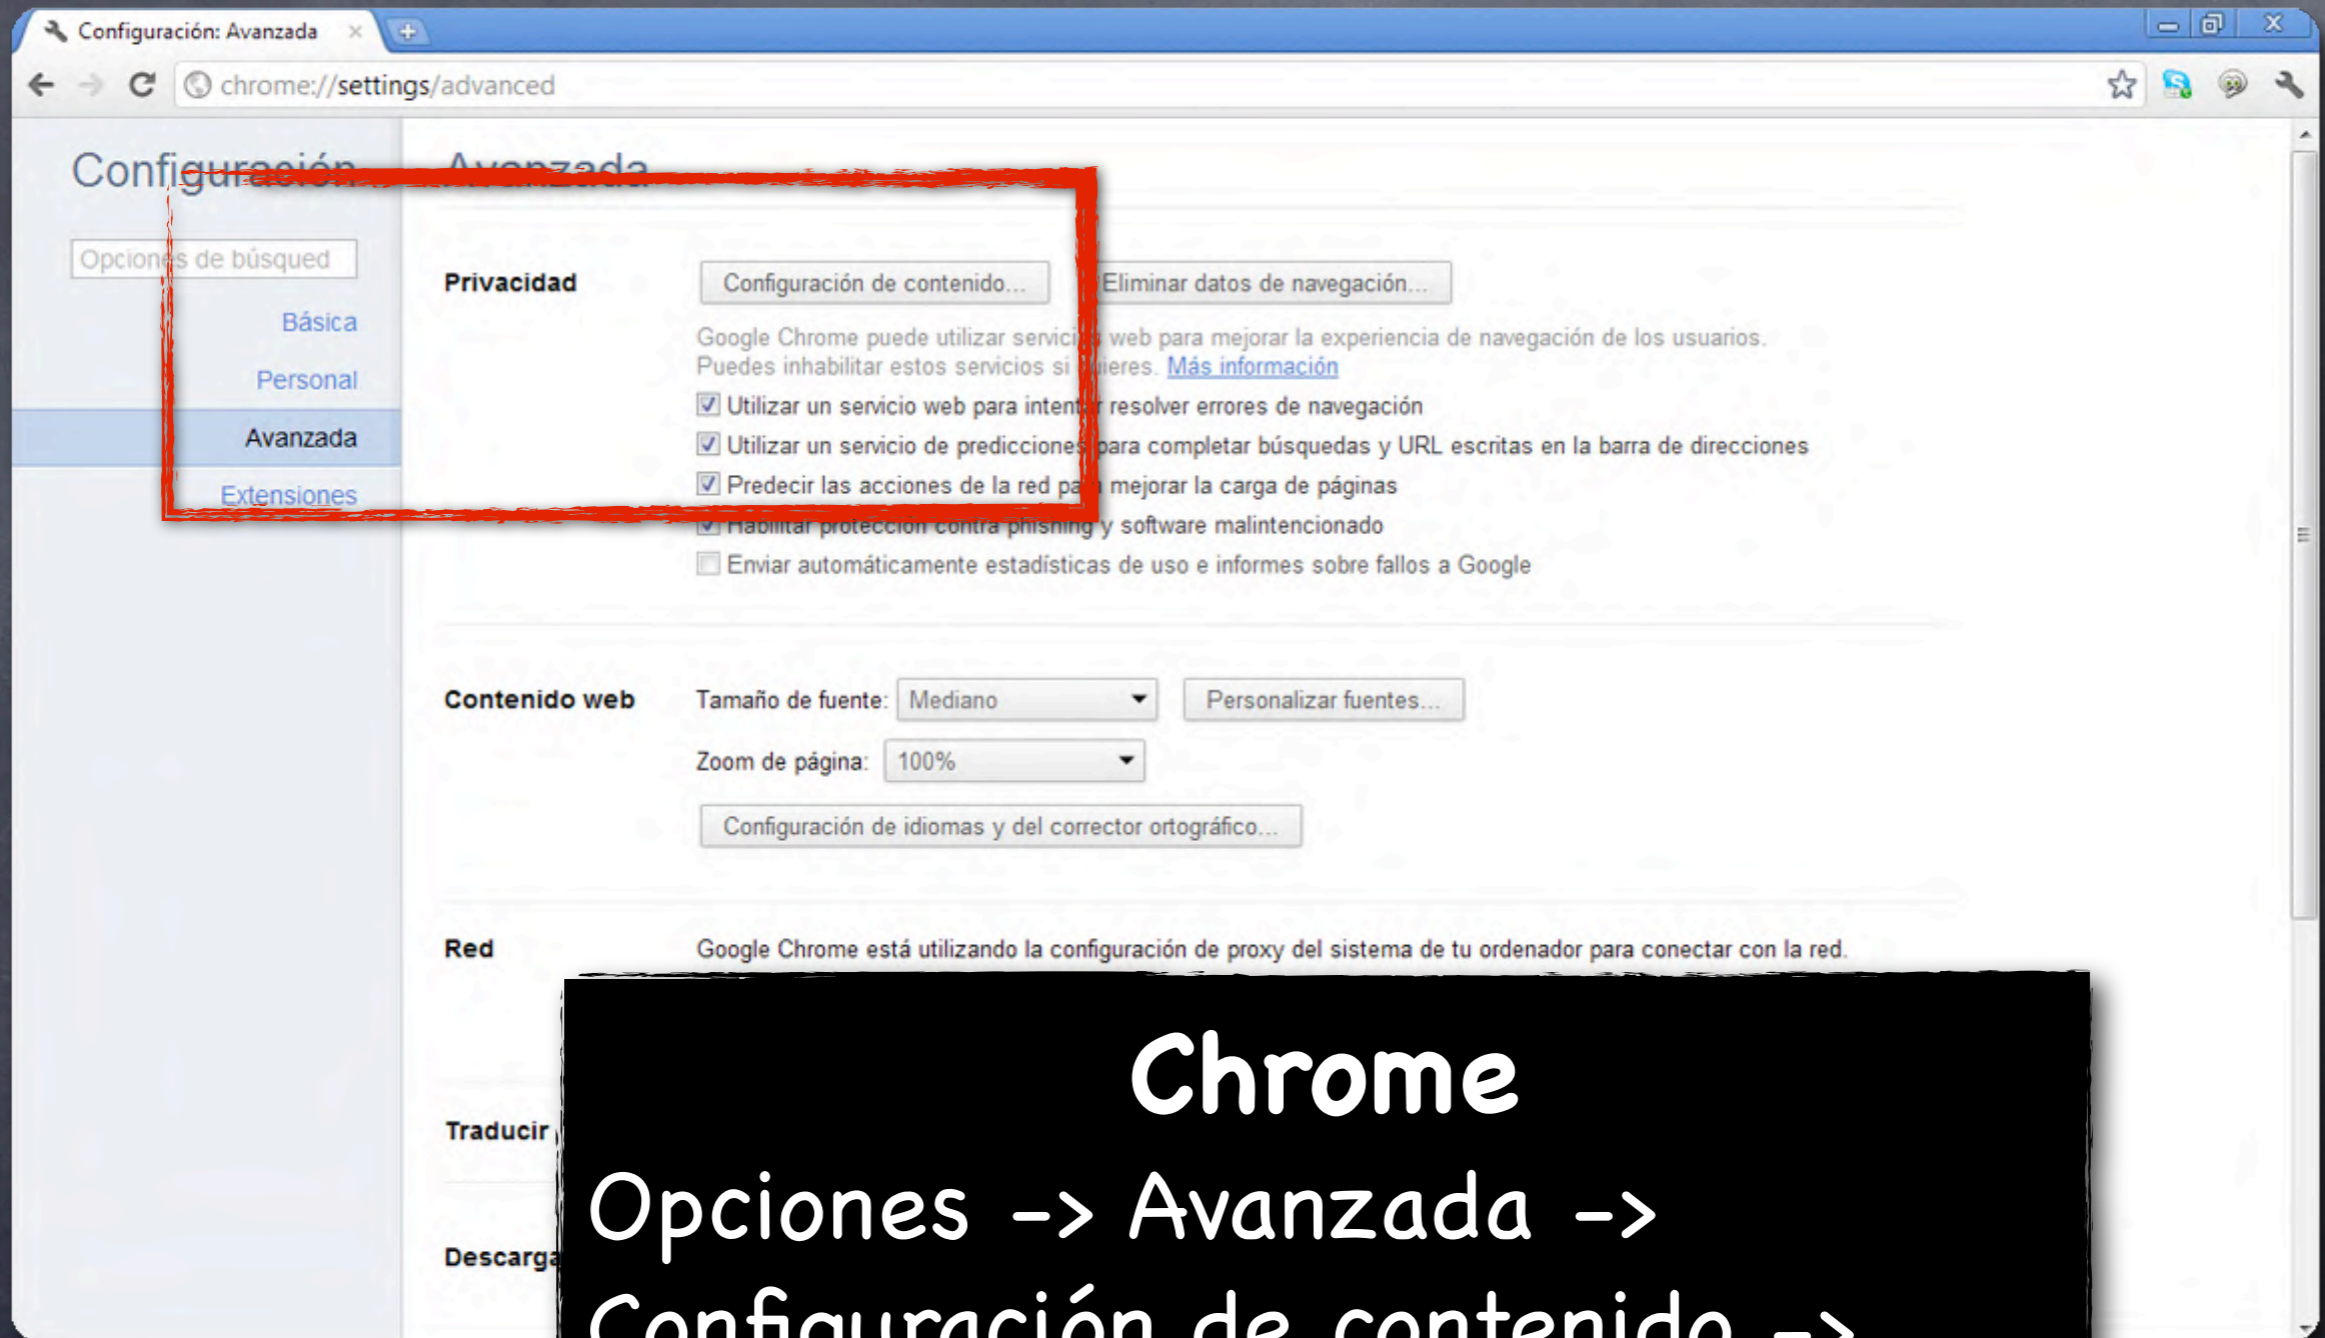 Configuración: Avanzada
chrome://settings/advanced
Configuración
Avanzada
Opciones de búsqued
Básica
Personal
Avanzada
Extensiones
Privacidad
Configuración de contenido...
Eliminar datos de navegación...
Google Chrome puede utilizar servicios web para mejorar la experiencia de navegación de los usuarios.
Puedes inhabilitar estos servicios si quieres. Más información
Utilizar un servicio web para intentar resolver errores de navegación
Utilizar un servicio de predicciones para completar búsquedas y URL escritas en la barra de direcciones
Predecir las acciones de la red para mejorar la carga de páginas
Habilitar protección contra phishing y software malintencionado
Enviar automáticamente estadísticas de uso e informes sobre fallos a Google
Contenido web
Tamaño de fuente: Mediano
Personalizar fuentes...
Zoom de página: 100%
Configuración de idiomas y del corrector ortográfico...
Red
Google Chrome está utilizando la configuración de proxy del sistema de tu ordenador para conectar con la red.
Traducir
Descarga
Chrome
Opciones -> Avanzada ->
Configuración de contenido ->